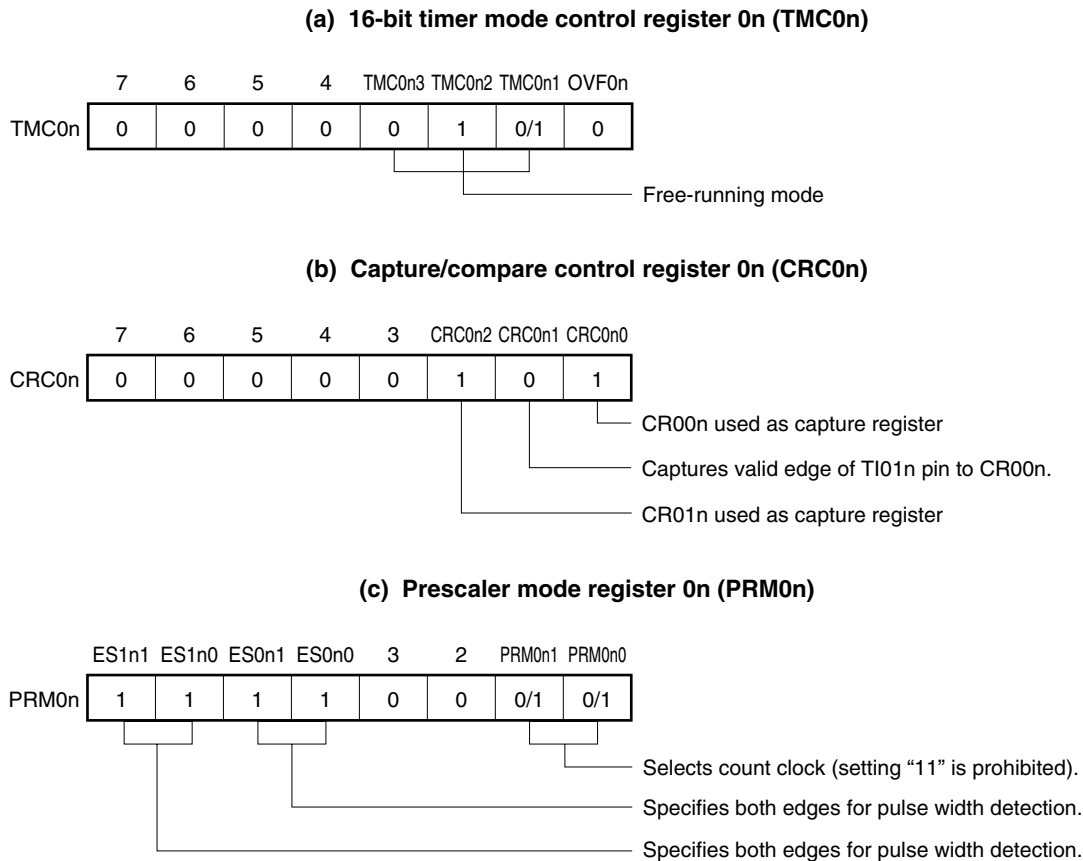 (a) 16-bit timer mode control register 0n (TMC0n)
7 6 5 4 TMC0n3 TMC0n2 TMC0n1 OVF0n
TMC0n 0 0 0 0 0 1 0/1 0
Free-running mode
(b) Capture/compare control register 0n (CRC0n)
7 6 5 4 3 CRC0n2 CRC0n1 CRC0n0
CRC0n 0 0 0 0 0 1 0 1
CR00n used as capture register
Captures valid edge of TI01n pin to CR00n.
CR01n used as capture register
(c) Prescaler mode register 0n (PRM0n)
ES1n1 ES1n0 ES0n1 ES0n0 3 2 PRM0n1 PRM0n0
PRM0n 1 1 1 1 0 0 0/1 0/1
Selects count clock (setting “11” is prohibited).
Specifies both edges for pulse width detection.
Specifies both edges for pulse width detection.